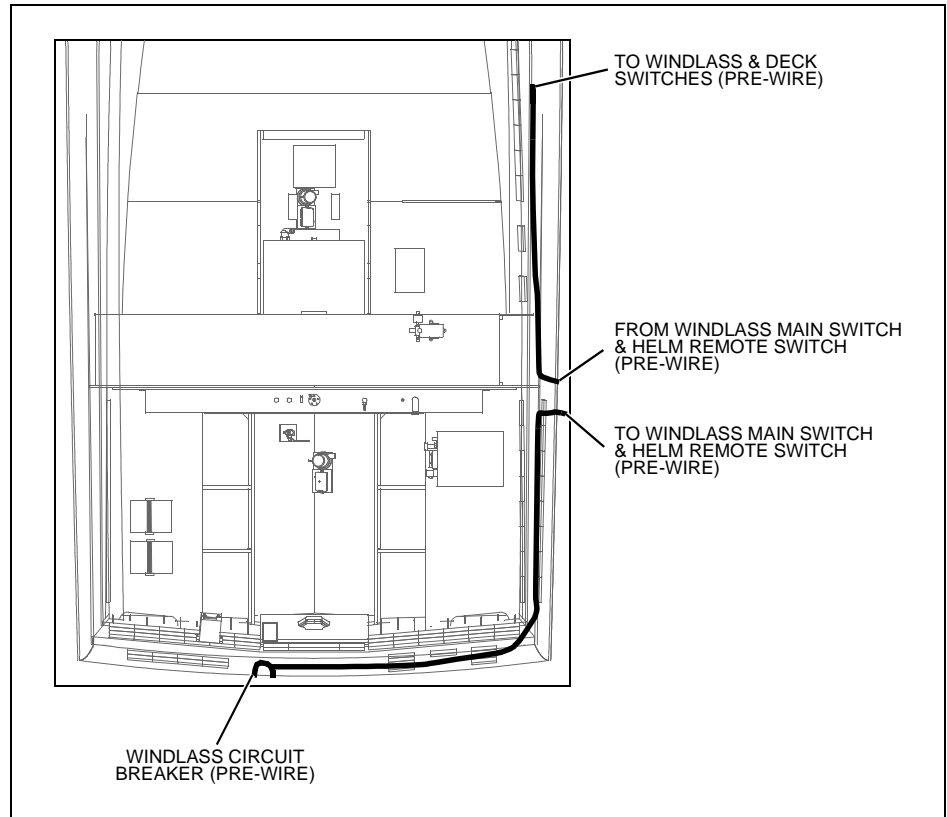 TO WINDLASS & DECK
SWITCHES (PRE-WIRE)
FROM WINDLASS MAIN SWITCH
& HELM REMOTE SWITCH
(PRE-WIRE)
TO WINDLASS MAIN SWITCH
& HELM REMOTE SWITCH
(PRE-WIRE)
WINDLASS CIRCUIT
BREAKER (PRE-WIRE)